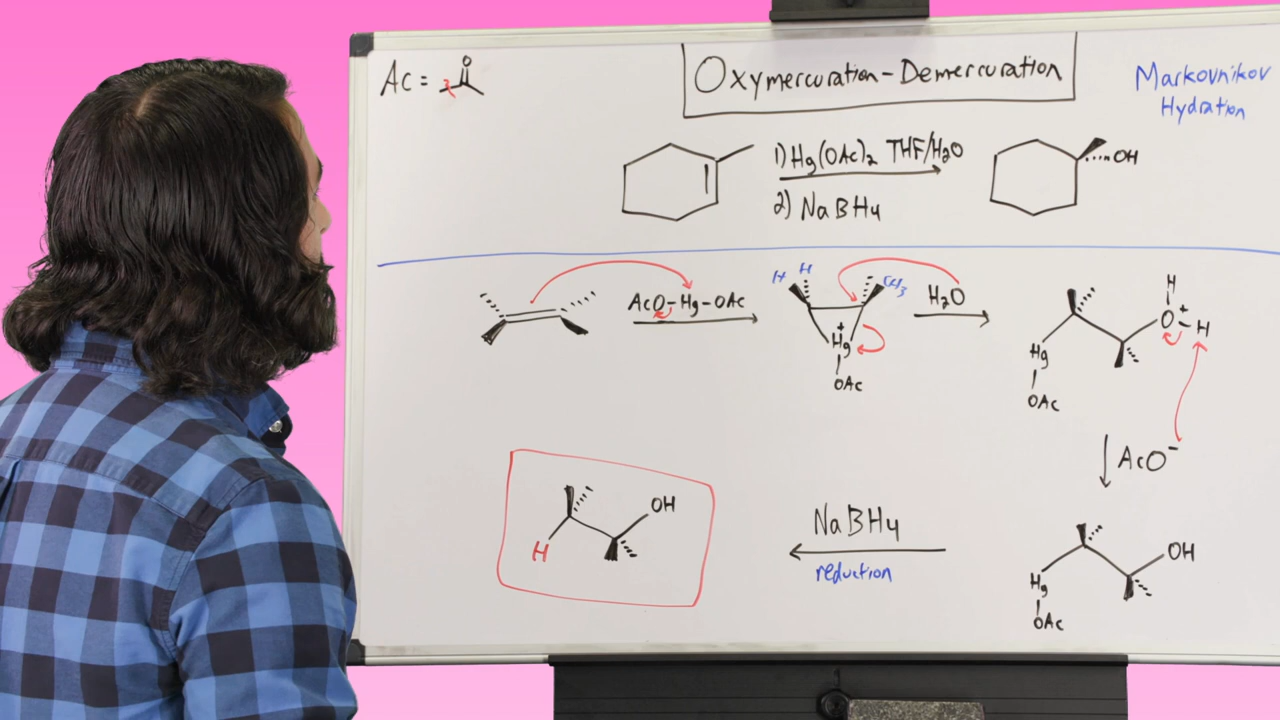 Ac = O
Oxymercuration-Demercuration
Markovnikov
Hydration
1) Hg(OAc)₂ THF/H₂O
2) NaBH₄
OH
AcO-Hg-OAc
H H
CH₃
+
Hg
OAc
H₂O
H
O+-H
Hg
OAc
AcO⁻
OH
Hg
OAc
NaBH₄
reduction
OH
H